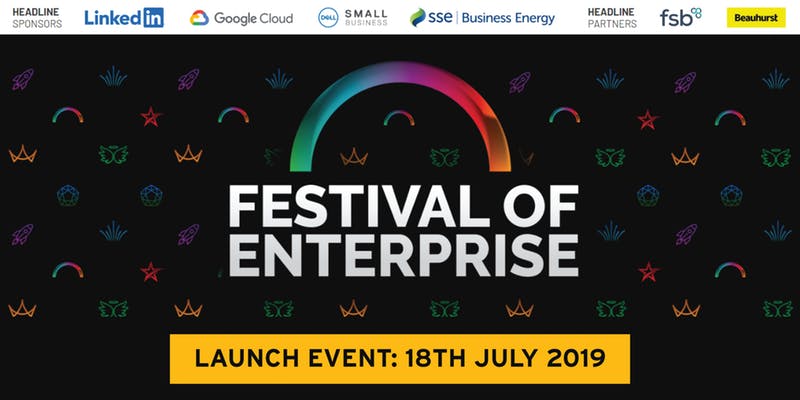 HEADLINE
SPONSORS
LinkedIn
Google Cloud
DELL
SMALL
BUSINESS
sse | Business Energy
HEADLINE
PARTNERS
fsb
Beauhurst
FESTIVAL OF
ENTERPRISE
LAUNCH EVENT: 18TH JULY 2019